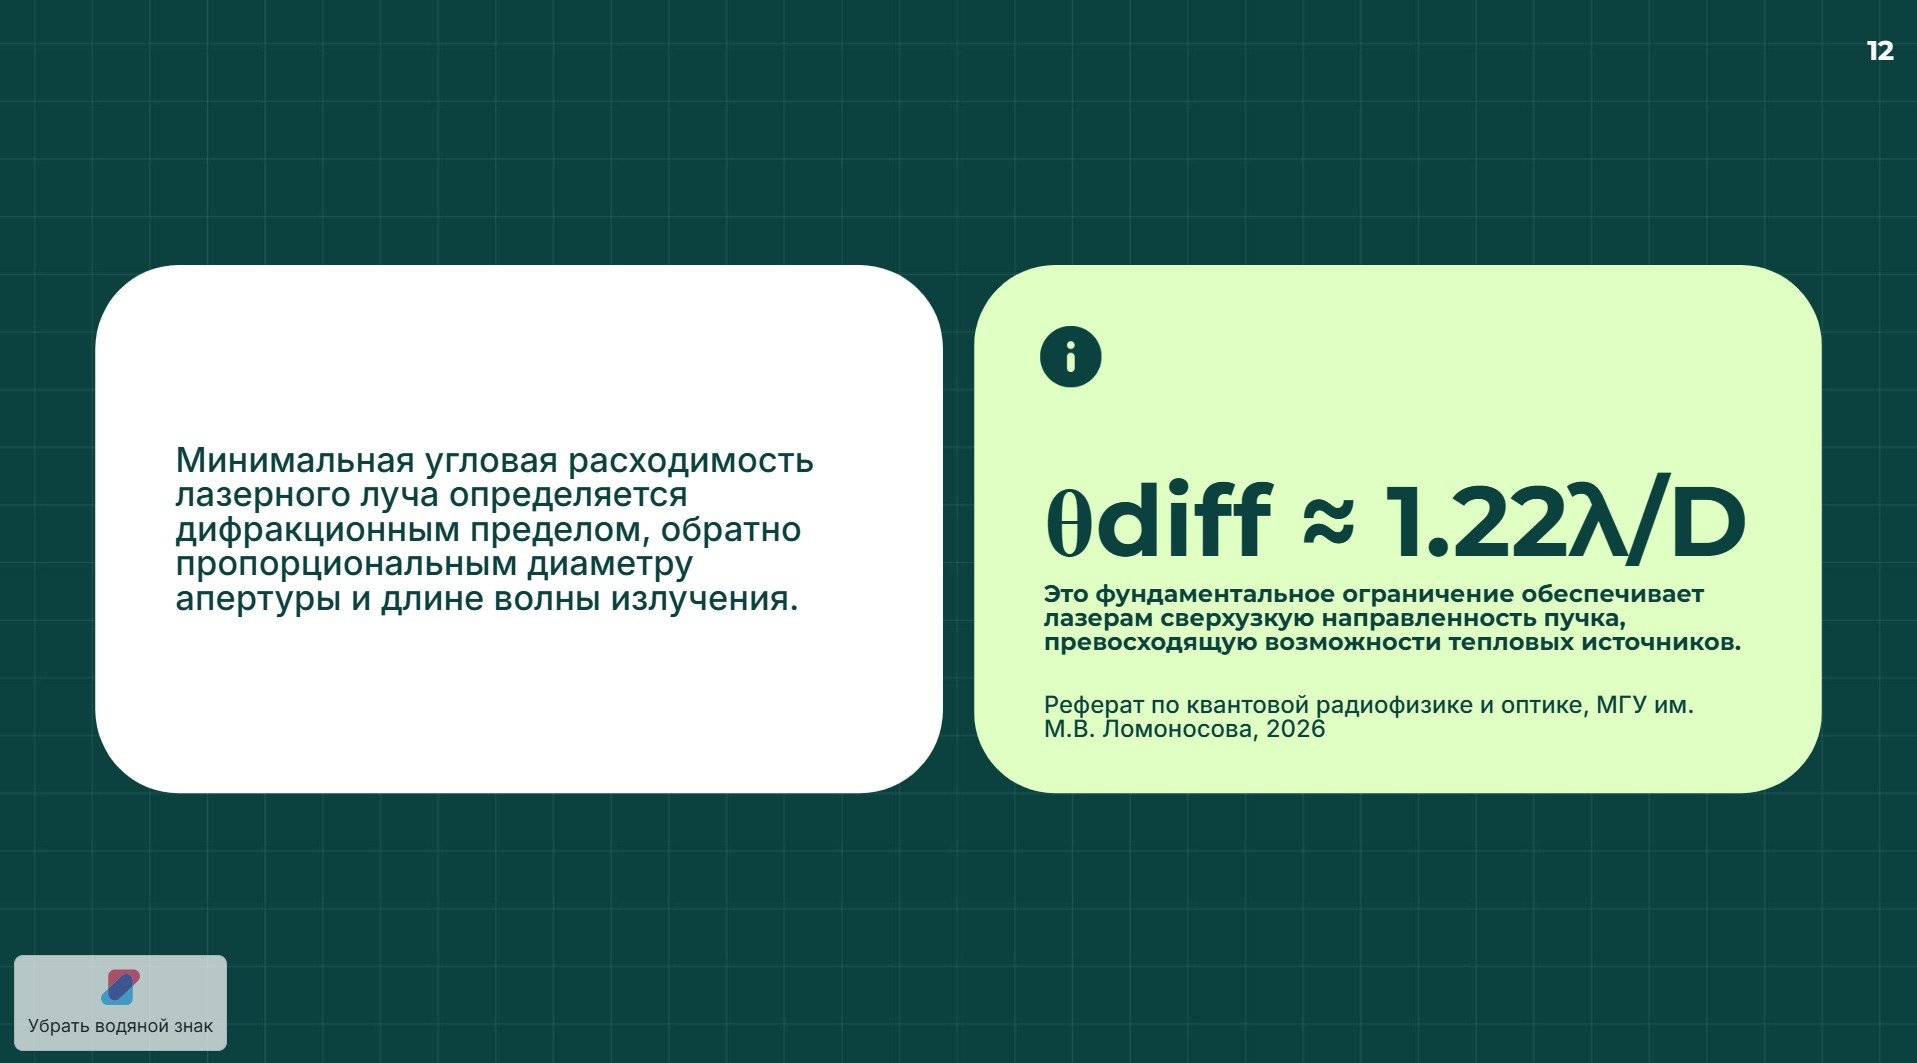 12
Минимальная угловая расходимость
лазерного луча определяется
дифракционным пределом, обратно
пропорциональным диаметру
апертуры и длине волны излучения.
θdiff ≈ 1.22λ/D
Это фундаментальное ограничение обеспечивает
лазерам сверхузкую направленность пучка,
превосходящую возможности тепловых источников.
Реферат по квантовой радиофизике и оптике, МГУ им.
М.В. Ломоносова, 2026
Убрать водяной знак